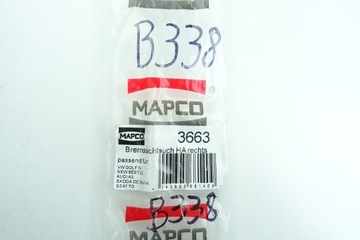 B338
MAPCO
MAPCO 3663
Bremsschlauch HA rechts
passend für
VW GOLF IV
NEW BEETLE
AUDI A3
SKODA OCTAVIA
SEAT TO
B338
MAPCO